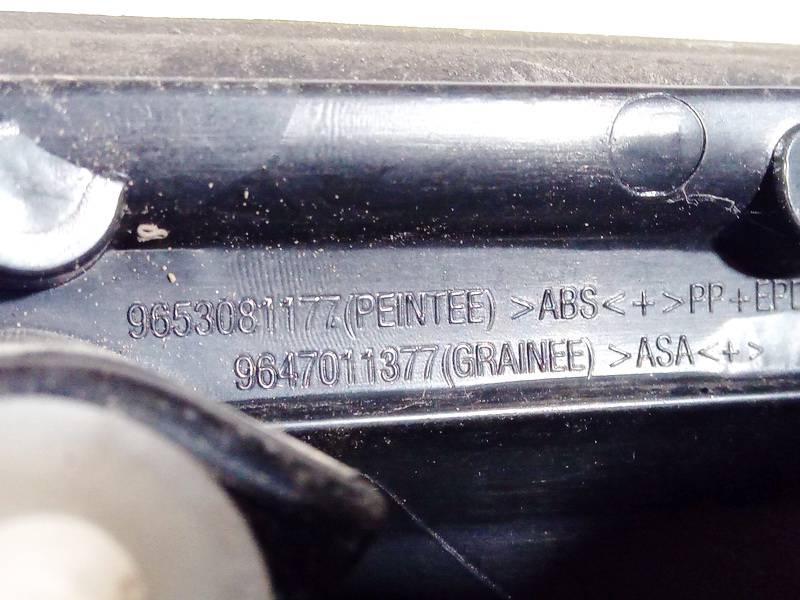 9653081177(PEINTEE) >ABS<+>PP+EPD
9647011377(GRAINEE) >ASA<+>